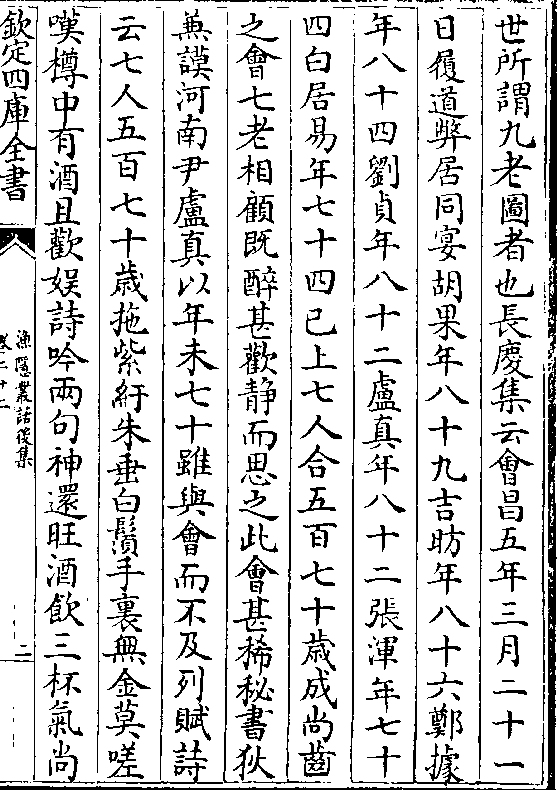 世所謂九老圖者也長慶集云會昌五年三月二十一
日履道弊居同宴胡果年八十九吉旼年八十六鄭據
年八十四劉貞年八十二盧真年八十二張渾年七十
四白居易年七十四已上七人合五百七十歳成尚齒
之會七老相顧既醉甚歡静而思之此會甚稀秘書狄
兼謨河南尹盧真以年未七十雖與會而不及列賦詩
云七人五百七十歳拖紫紆朱垂白鬚手裏無金莫嗟
嘆樽中有酒且歡娱詩吟兩句神還旺酒飲三杯氣尚
欽定四庫全書
漁隱叢話後集
卷二十二
二